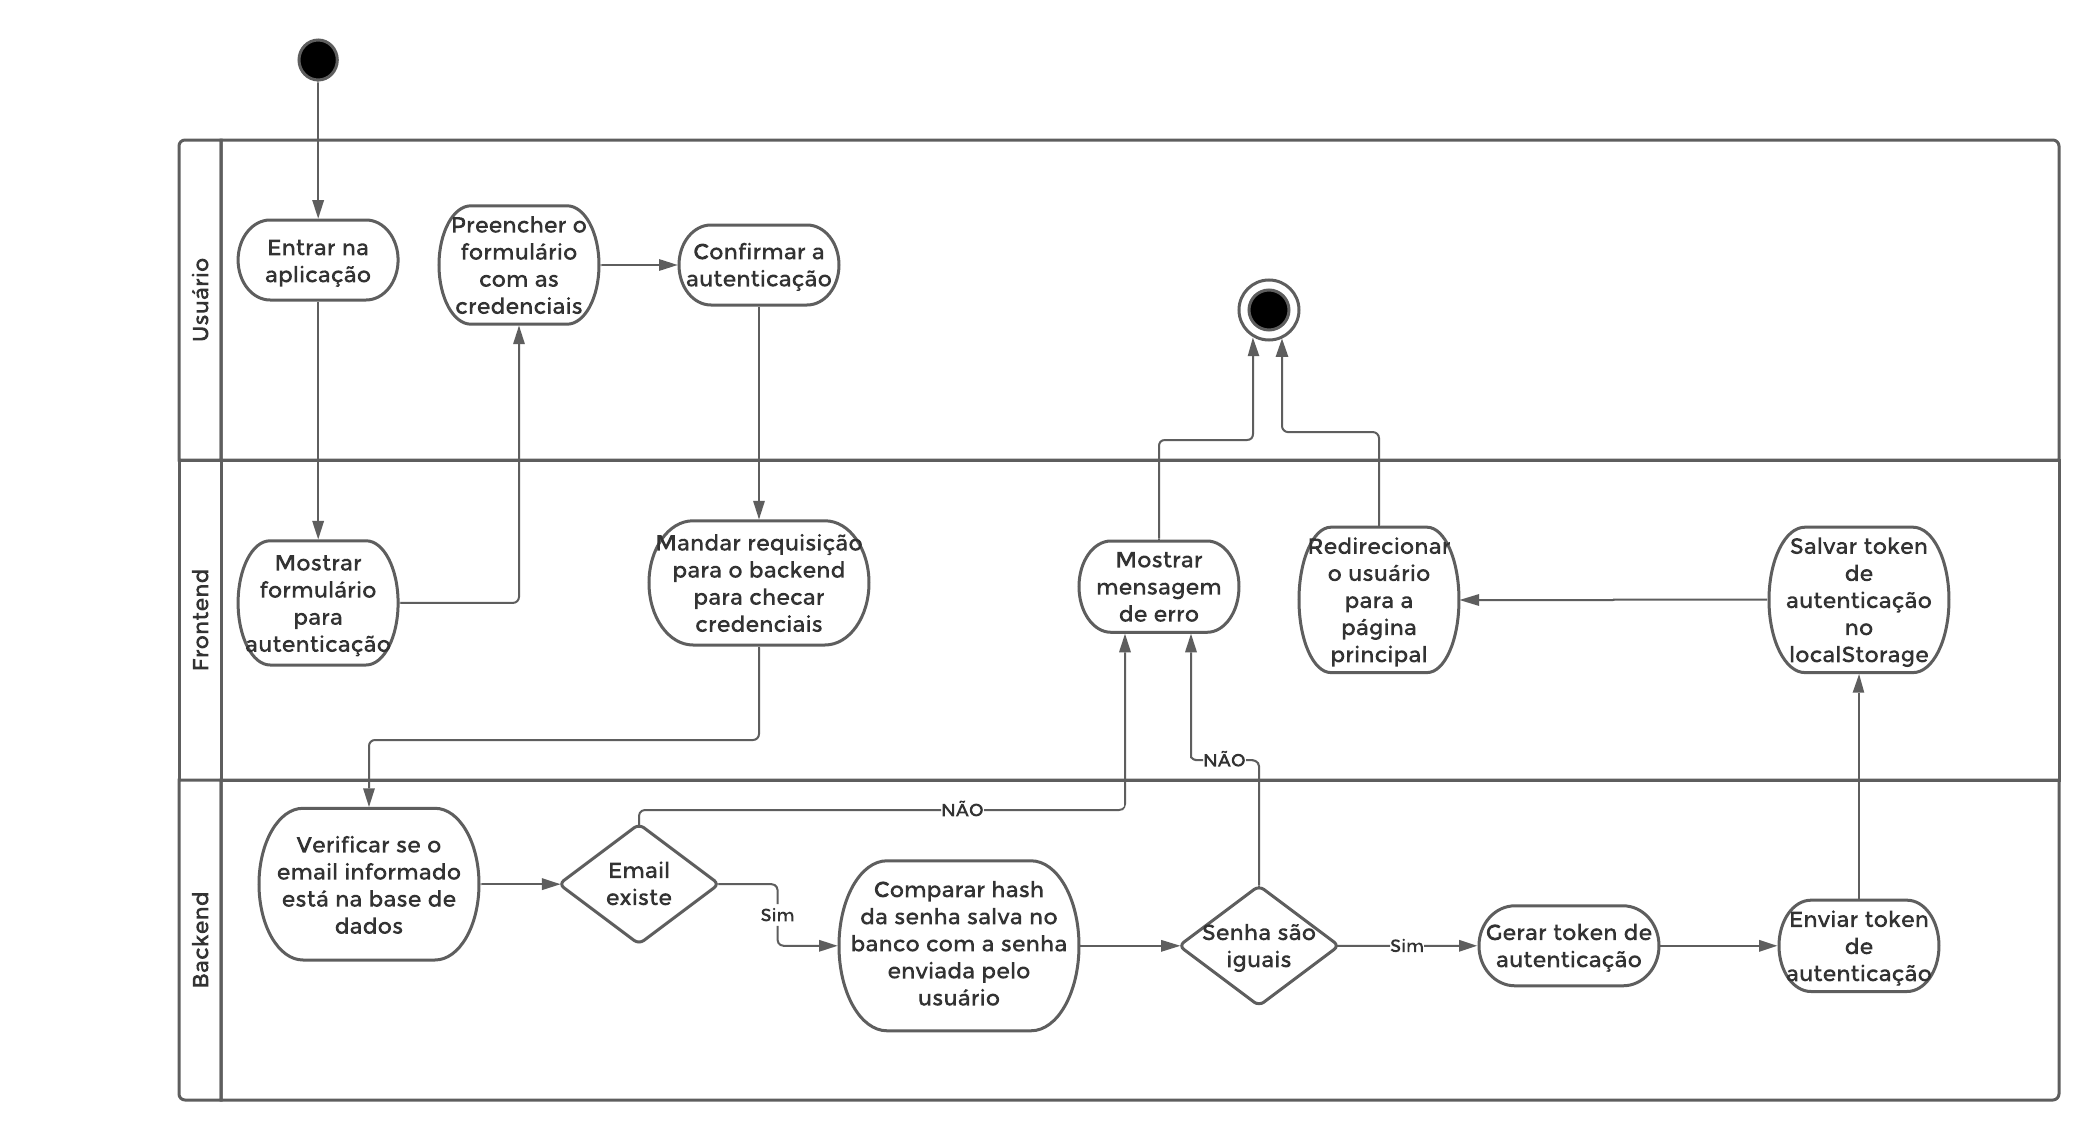 Usuário
Entrar na
aplicação
Preencher o
formulário
com as
credenciais
Confirmar a
autenticação
Frontend
Mostrar
formulário
para
autenticação
Mandar requisição
para o backend
para checar
credenciais
Mostrar
mensagem
de erro
Redirecionar
o usuário
para a
página
principal
Salvar token
de
autenticação
no
localStorage
NÃO
Backend
Verificar se o
email informado
está na base de
dados
Email
existe
NÃO
Sim
Comparar hash
da senha salva no
banco com a senha
enviada pelo
usuário
Senha são
iguais
Sim
Gerar token de
autenticação
Enviar token
de
autenticação